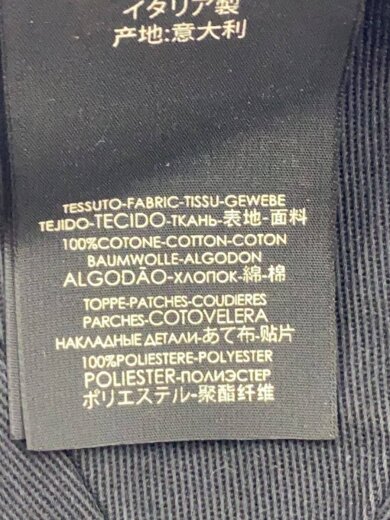 イタリア製
产地:意大利
TESSUTO-FABRIC-TISSU-GEWEBE
TEJIDO-TECIDO-ТКАНЬ-表地-面料
100%COTONE-COTTON-COTON
BAUMWOLLE-ALGODON
ALGODÃO-ХЛОПОК-綿-棉
TOPPE-PATCHES-COUDIERES
PARCHES-COTOVELERA
НАКЛАДНЫЕ ДЕТАЛИ-あて布-贴片
100%POLIESTERE-POLYESTER
POLIESTER-ПОЛИЭСТЕР
ポリエステル-聚酯纤维